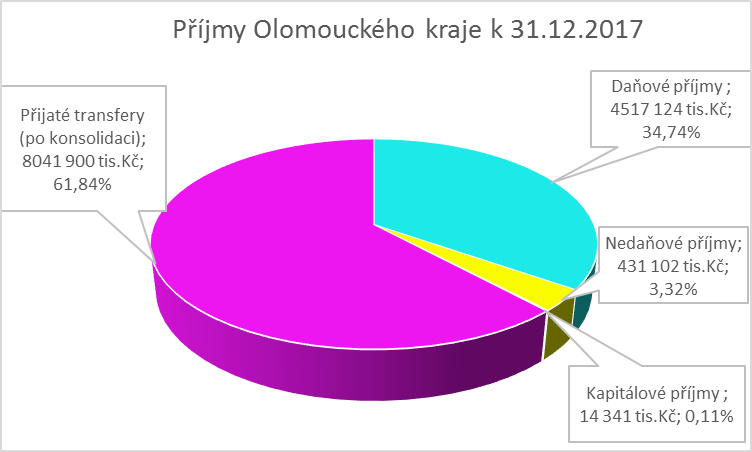 Příjmy Olomouckého kraje k 31.12.2017
Přijaté transfery
(po konsolidaci);
8041 900 tis.Kč;
61,84%
Daňové příjmy ;
4517 124 tis.Kč;
34,74%
Nedaňové příjmy;
431 102 tis.Kč;
3,32%
Kapitálové příjmy ;
14 341 tis.Kč; 0,11%